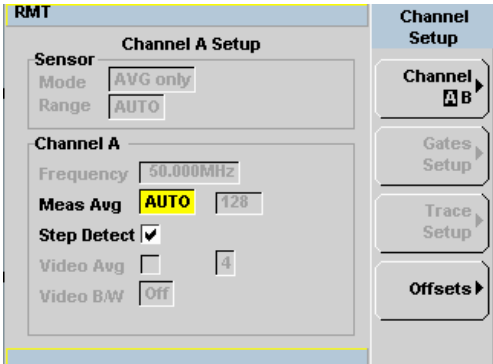 RMT
Channel A Setup
Sensor
Mode AVG only
Range AUTO
Channel A
Frequency 50.000MHz
Meas Avg AUTO 128
Step Detect
Video Avg 4
Video B/W Off
Channel Setup
Channel
A B
Gates
Setup
Trace
Setup
Offsets